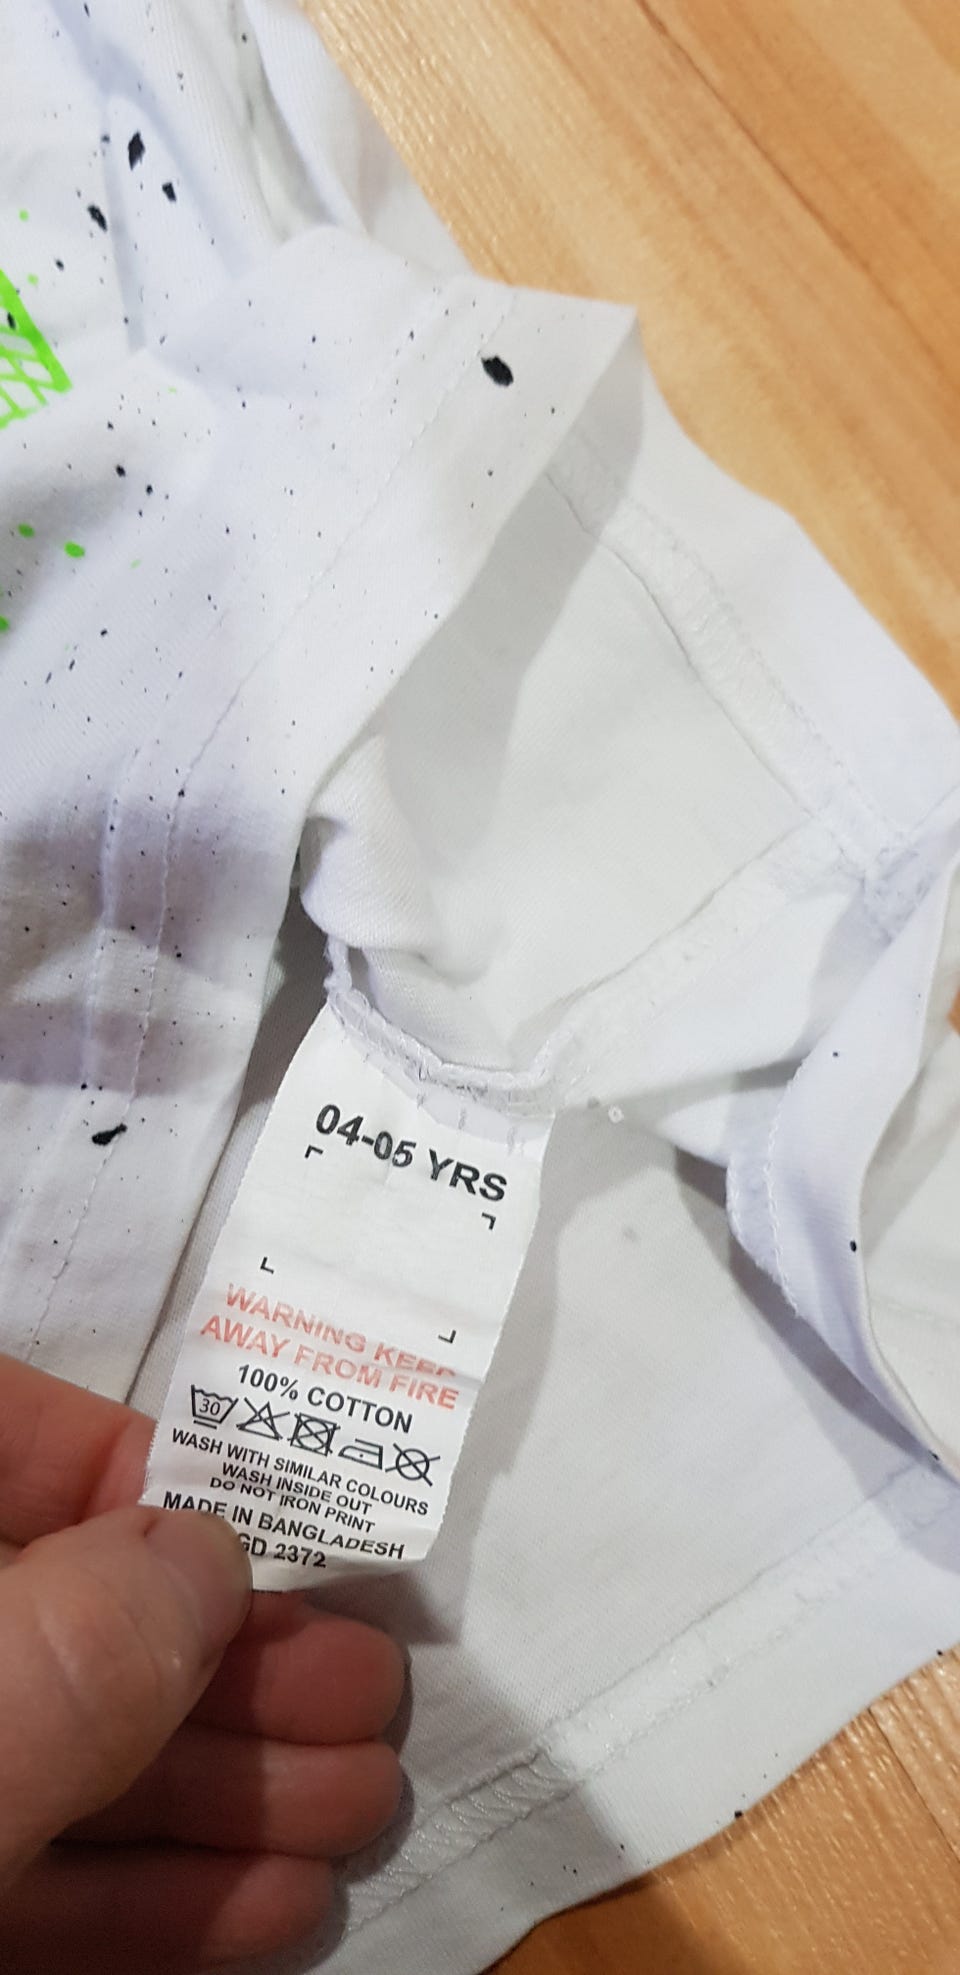 04-05 YRS
WARNING KEEP
AWAY FROM FIRE
100% COTTON
30
WASH WITH SIMILAR COLOURS
WASH INSIDE OUT
DO NOT IRON PRINT
MADE IN BANGLADESH
GD 2372